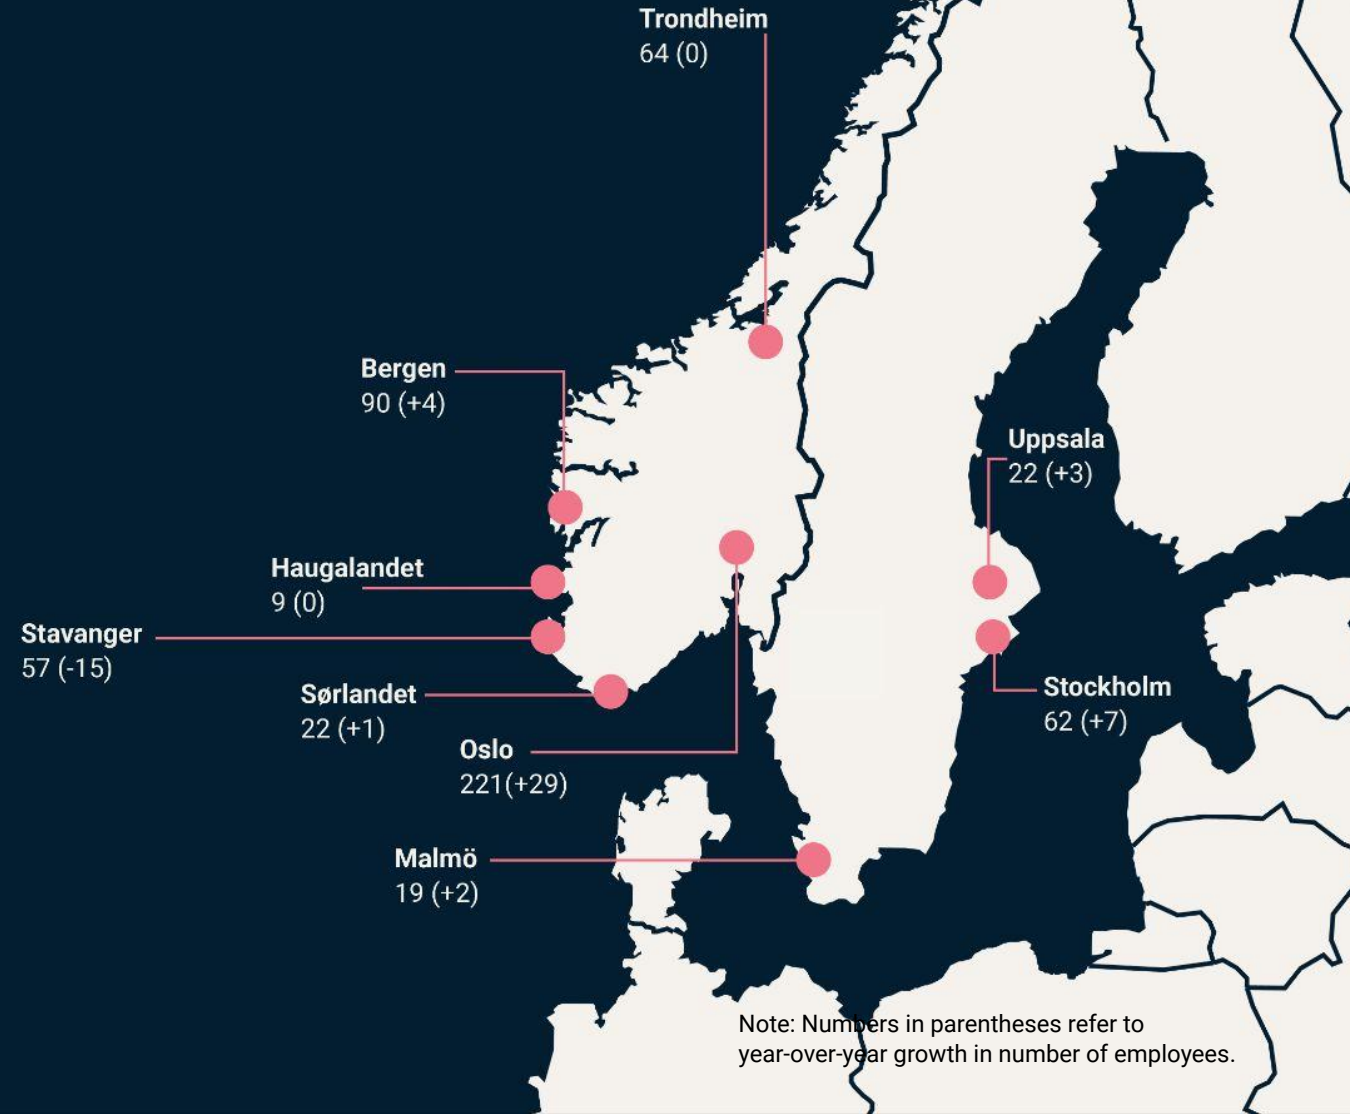 Trondheim
64 (0)
Bergen
90 (+4)
Uppsala
22 (+3)
Haugalandet
9 (0)
Stavanger
57 (-15)
Sørlandet
22 (+1)
Stockholm
62 (+7)
Oslo
221(+29)
Malmö
19 (+2)
Note: Numbers in parentheses refer to
year-over-year growth in number of employees.